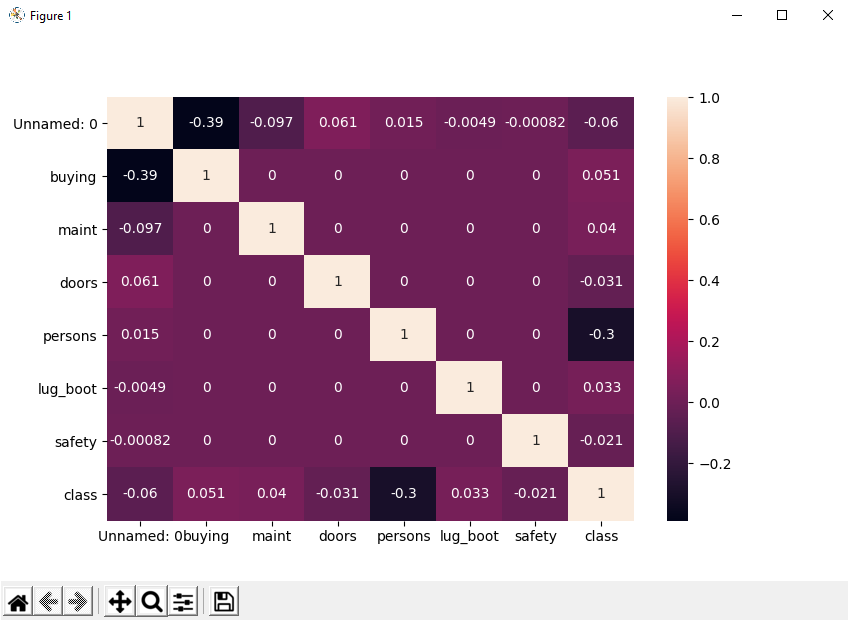 Figure 1
Unnamed: 0 1 -0.39 -0.097 0.061 0.015 -0.0049 -0.00082 -0.06
buying -0.39 1 0 0 0 0 0 0.051
maint -0.097 0 1 0 0 0 0 0.04
doors 0.061 0 0 1 0 0 0 -0.031
persons 0.015 0 0 0 1 0 0 -0.3
lug_boot -0.0049 0 0 0 0 1 0 0.033
safety -0.00082 0 0 0 0 0 1 -0.021
class -0.06 0.051 0.04 -0.031 -0.3 0.033 -0.021 1
Unnamed: 0 buying maint doors persons lug_boot safety class
1.0
0.8
0.6
0.4
0.2
0.0
−0.2